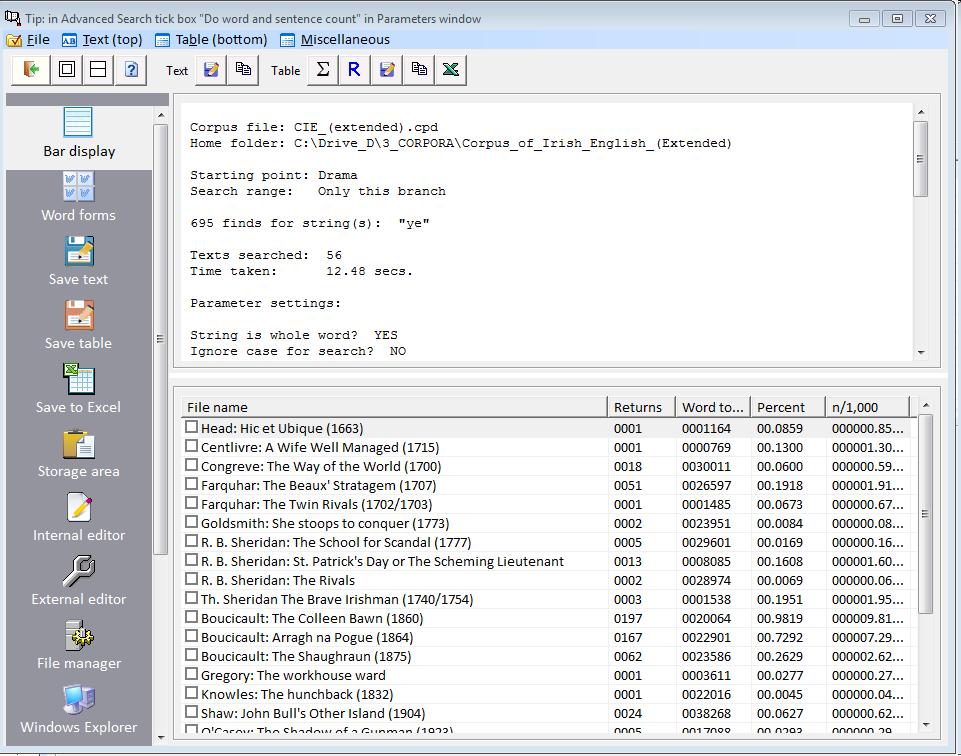 Tip: in Advanced Search tick box "Do word and sentence count" in Parameters window
File Text (top) Table (bottom) Miscellaneous
Text Table Σ R
Bar display
Word forms
Save text
Save table
Save to Excel
Storage area
Internal editor
External editor
File manager
Windows Explorer
Corpus file: CIE_(extended).cpd
Home folder: C:\Drive_D\3_CORPORA\Corpus_of_Irish_English_(Extended)
Starting point: Drama
Search range: Only this branch
695 finds for string(s): "ye"
Texts searched: 56
Time taken: 12.48 secs.
Parameter settings:
String is whole word? YES
Ignore case for search? NO
File name Returns Word to... Percent n/1,000
Head: Hic et Ubique (1663) 0001 0001164 00.0859 000000.85...
Centlivre: A Wife Well Managed (1715) 0001 0000769 00.1300 000001.30...
Congreve: The Way of the World (1700) 0018 0030011 00.0600 000000.59...
Farquhar: The Beaux' Stratagem (1707) 0051 0026597 00.1918 000001.91...
Farquhar: The Twin Rivals (1702/1703) 0001 0001485 00.0673 000000.67...
Goldsmith: She stoops to conquer (1773) 0002 0023951 00.0084 000000.08...
R. B. Sheridan: The School for Scandal (1777) 0005 0029601 00.0169 000000.16...
R. B. Sheridan: St. Patrick's Day or The Scheming Lieutenant 0013 0008085 00.1608 000001.60...
R. B. Sheridan: The Rivals 0002 0028974 00.0069 000000.06...
Th. Sheridan The Brave Irishman (1740/1754) 0003 0001538 00.1951 000001.95...
Boucicault: The Colleen Bawn (1860) 0197 0020064 00.9819 000009.81...
Boucicault: Arragh na Pogue (1864) 0167 0022901 00.7292 000007.29...
Boucicault: The Shaughraun (1875) 0062 0023586 00.2629 000002.62...
Gregory: The workhouse ward 0001 0003611 00.0277 000000.27...
Knowles: The hunchback (1832) 0001 0022016 00.0045 000000.04...
Shaw: John Bull's Other Island (1904) 0024 0038268 00.0627 000000.62...
O'Casey: The Shadow of a Gunman (1923) 0005 0017088 00.0293 000000.29...